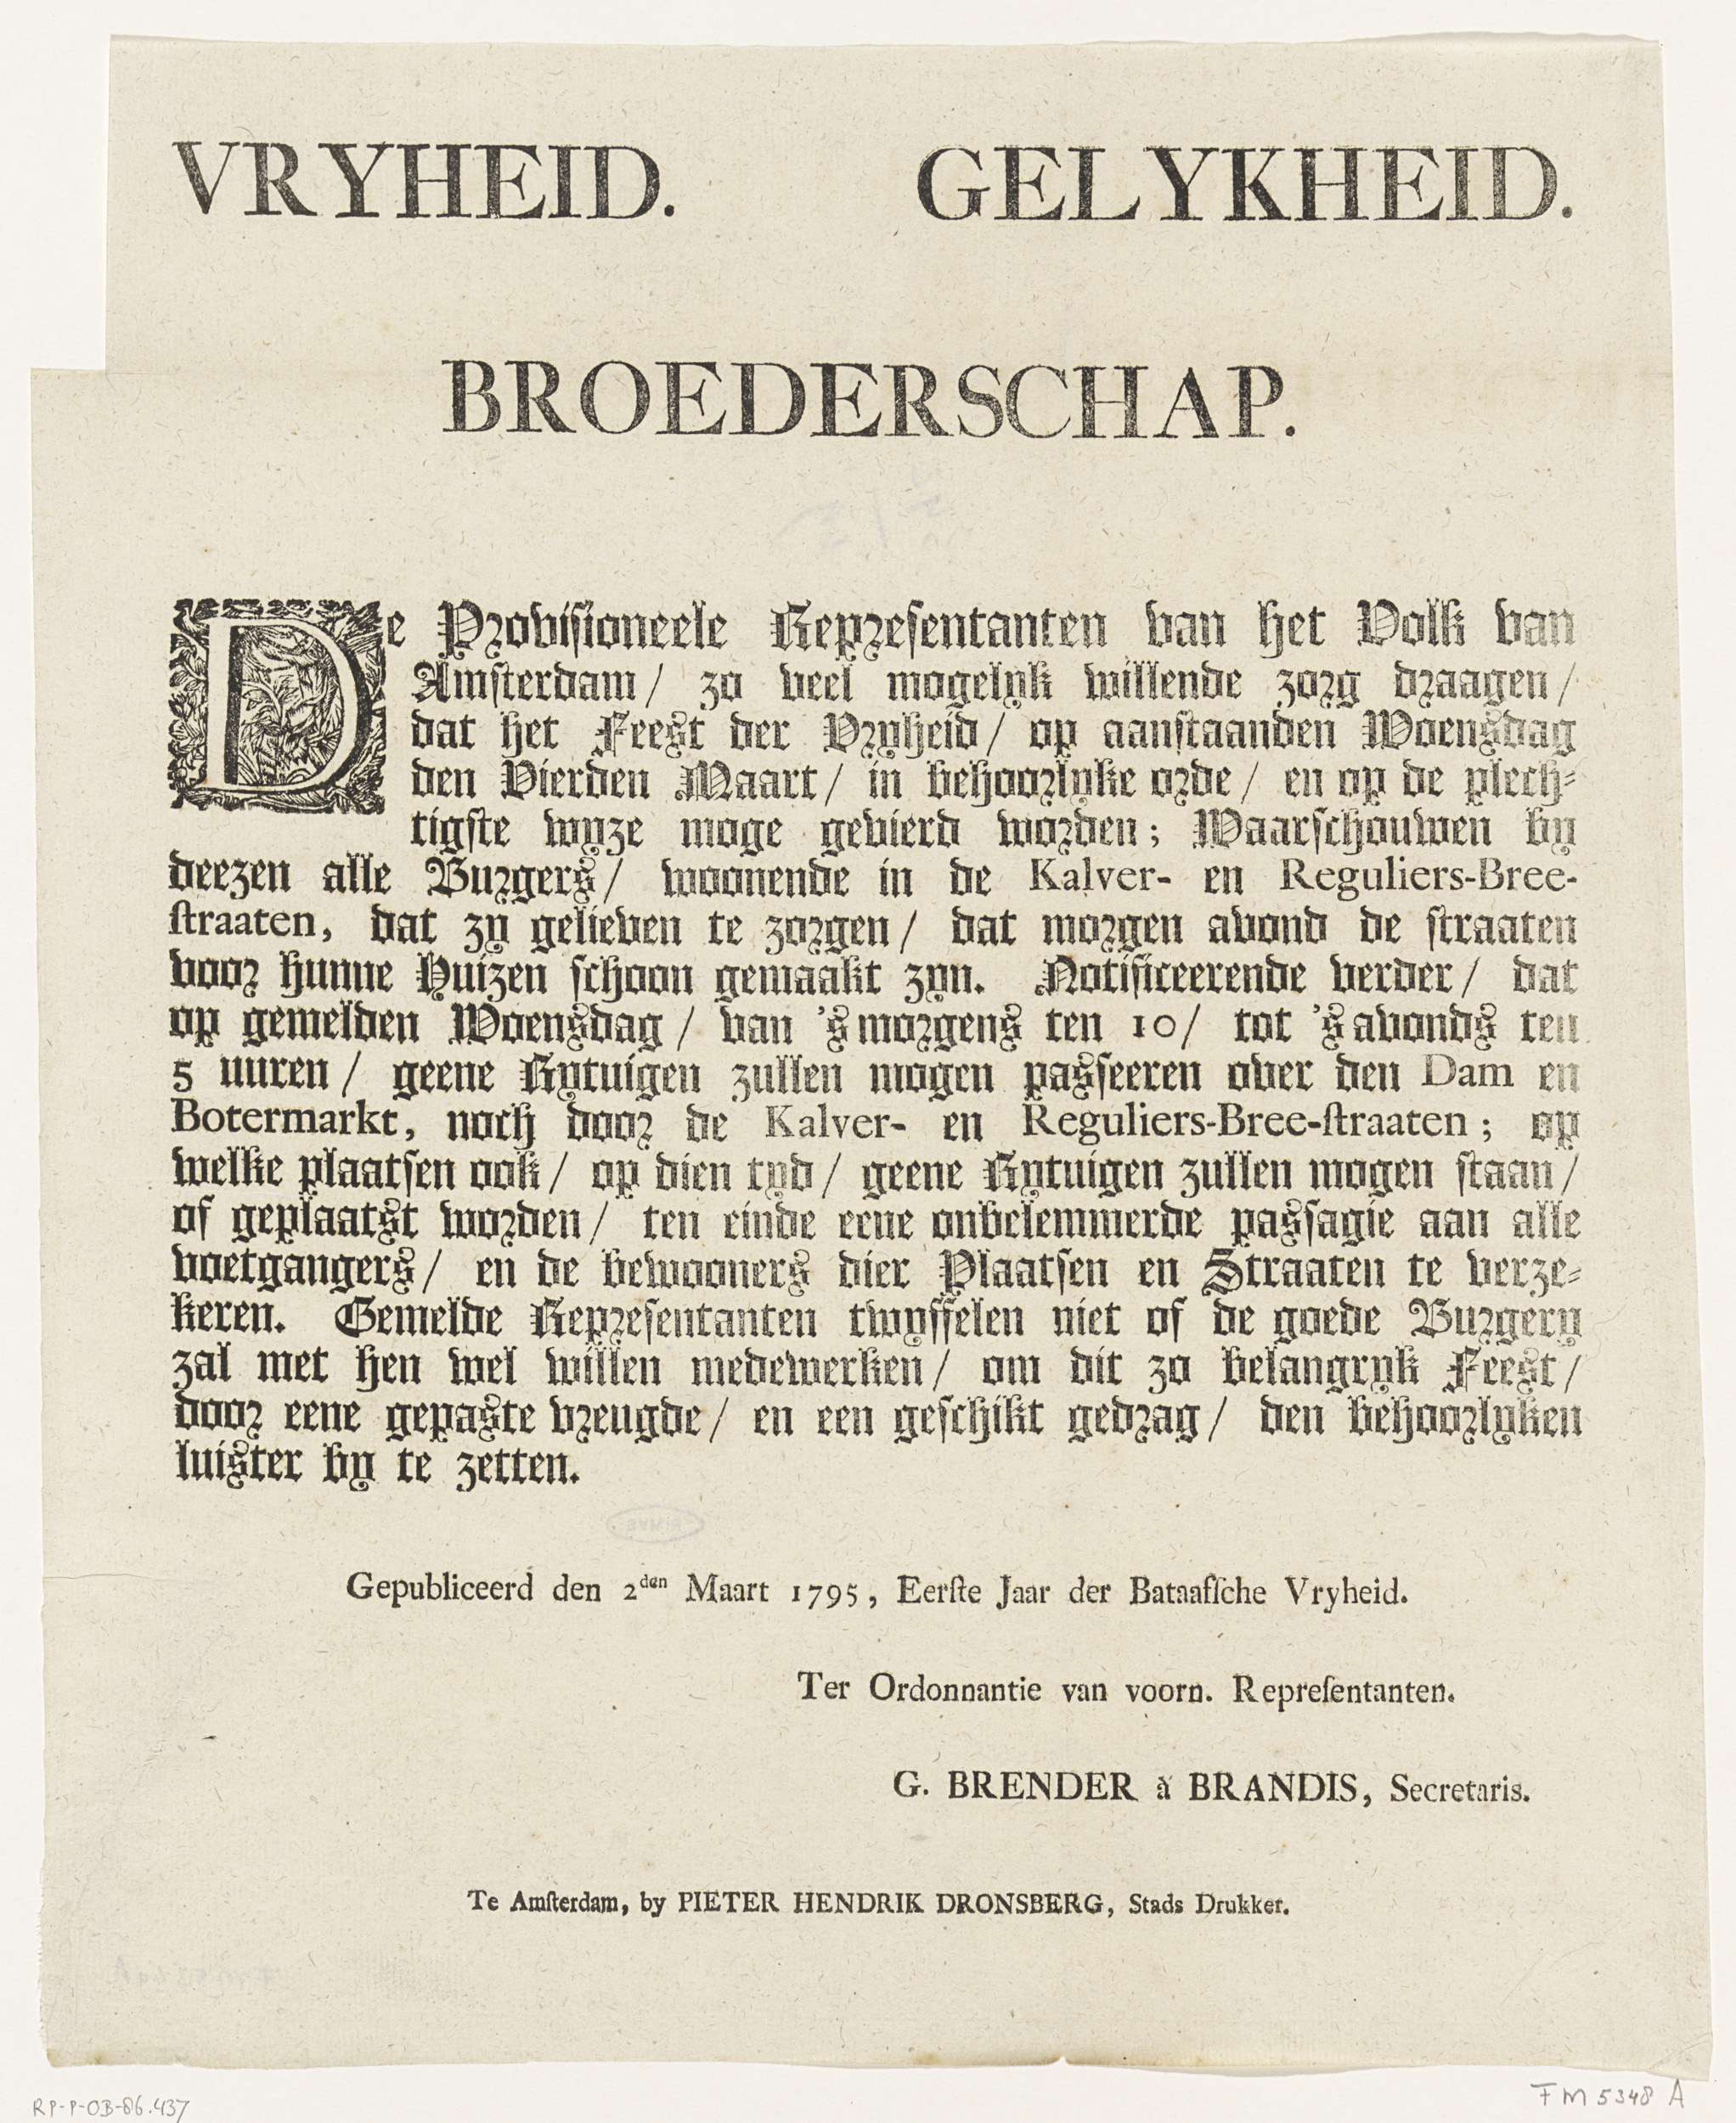 VRYHEID. GELYKHEID.
BROEDERSCHAP.
De Provisioneele Repreſentanten van het Volk van
Amſterdam / zo veel mogelyk willende zorg draagen /
dat het Feest der Vryheid / op aanſtaanden Woensdag
den Vierden Maart / in behoorlyke orde / en op de plech-
tigſte wyze moge gevierd worden; Waarſchouwen by
deezen alle Burgers / woonende in de Kalver- en Reguliers-Bree-
ſtraaten, dat zy gelieven te zorgen / dat morgen avond de ſtraaten
voor hunne Huizen ſchoon gemaakt zyn. Notificeerende verder / dat
op gemelden Woensdag / van 's morgens ten 10 / tot 's avonds ten
5 uuren / geene Rytuigen zullen mogen pasſeeren over den Dam en
Botermarkt, noch door de Kalver- en Reguliers-Bree-ſtraaten; op
welke plaatſen ook / op dien tyd / geene Rytuigen zullen mogen ſtaan /
of geplaatst worden / ten einde eene onbelemmerde pasſagie aan alle
voetgangers / en de bewooners dier Plaatſen en Straaten te verze-
keren. Gemelde Repreſentanten twyffelen niet of de goede Burgery
zal met hen wel willen medewerken / om dit zo belangryk Feest /
door eene gepaste vreugde / en een geſchikt gedrag / den behoorlyken
luister by te zetten.
Gepubliceerd den 2den Maart 1795, Eerſte Jaar der Bataafſche Vryheid.
Ter Ordonnantie van voorn. Repreſentanten.
G. BRENDER à BRANDIS, Secretaris.
Te Amſterdam, by PIETER HENDRIK DRONSBERG, Stads Drukker.
RP-P-OB-86.437
FM 5348 A